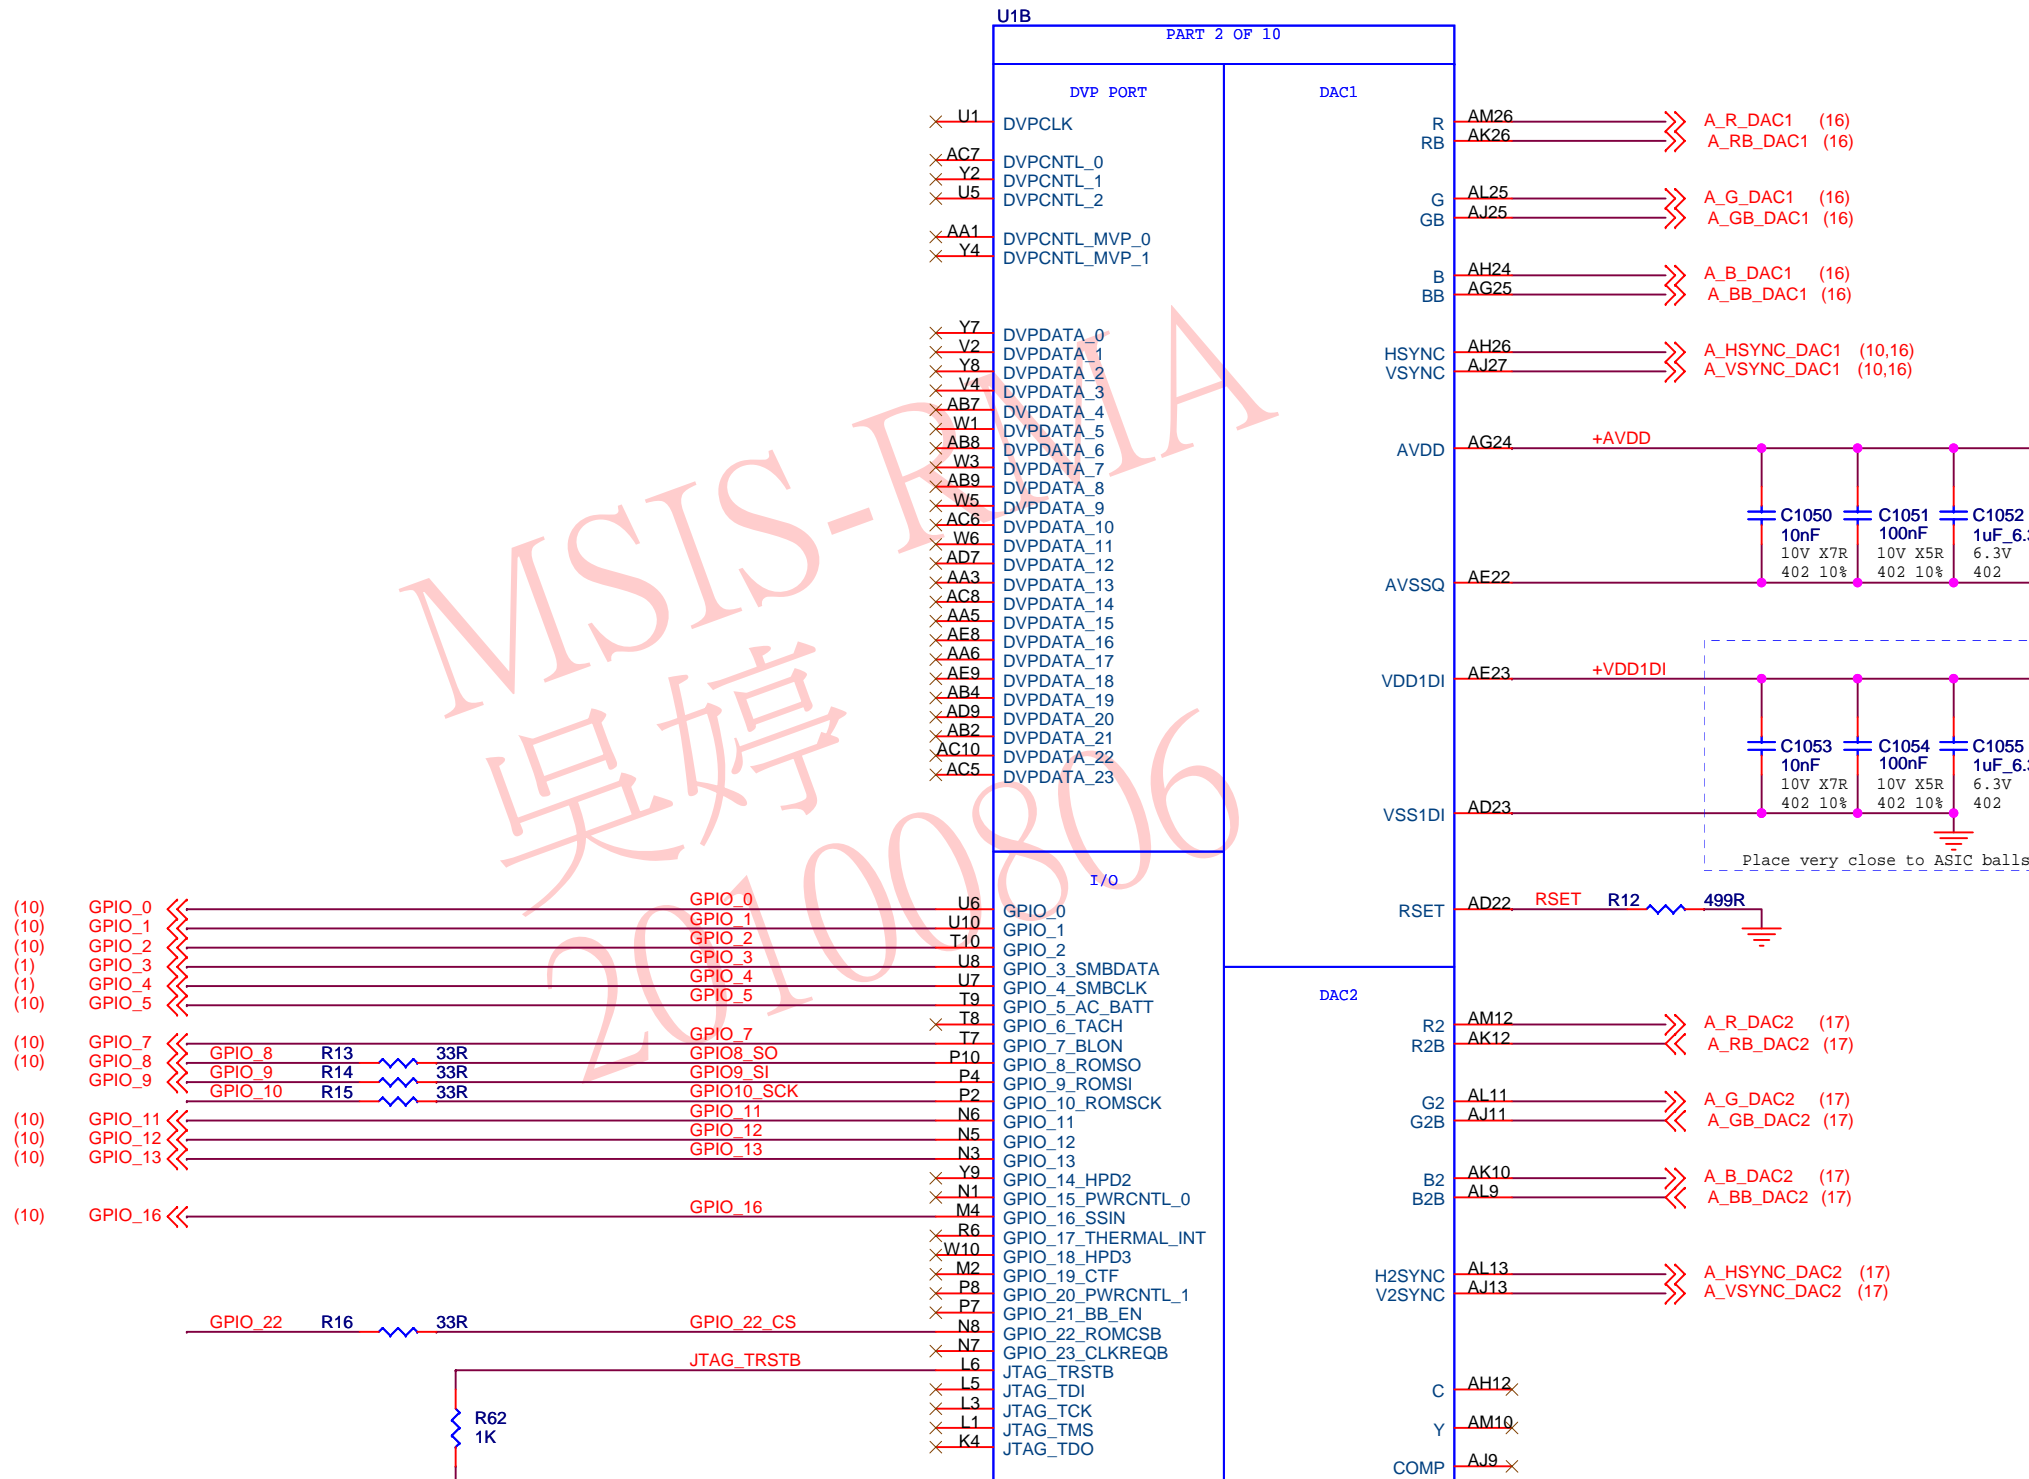 U1B
PART 2 OF 10
DVP PORT
DAC1
U1 DVPCLK
AC7 DVPCNTL_0
Y2 DVPCNTL_1
U5 DVPCNTL_2
AA1 DVPCNTL_MVP_0
Y4 DVPCNTL_MVP_1
Y7 DVPDATA_0
V2 DVPDATA_1
Y8 DVPDATA_2
V4 DVPDATA_3
AB7 DVPDATA_4
W1 DVPDATA_5
AB8 DVPDATA_6
W3 DVPDATA_7
AB9 DVPDATA_8
W5 DVPDATA_9
AC6 DVPDATA_10
W6 DVPDATA_11
AD7 DVPDATA_12
AA3 DVPDATA_13
AC8 DVPDATA_14
AA5 DVPDATA_15
AE8 DVPDATA_16
AA6 DVPDATA_17
AE9 DVPDATA_18
AB4 DVPDATA_19
AD9 DVPDATA_20
AB2 DVPDATA_21
AC10 DVPDATA_22
AC5 DVPDATA_23
R AM26 A_R_DAC1 (16)
RB AK26 A_RB_DAC1 (16)
G AL25 A_G_DAC1 (16)
GB AJ25 A_GB_DAC1 (16)
B AH24 A_B_DAC1 (16)
BB AG25 A_BB_DAC1 (16)
HSYNC AH26 A_HSYNC_DAC1 (10,16)
VSYNC AJ27 A_VSYNC_DAC1 (10,16)
AVDD AG24 +AVDD
C1050 C1051 C1052
10nF 100nF 1uF_6.3
10V X7R 10V X5R 6.3V
402 10% 402 10% 402
AVSSQ AE22
VDD1DI AE23 +VDD1DI
C1053 C1054 C1055
10nF 100nF 1uF_6.3
10V X7R 10V X5R 6.3V
402 10% 402 10% 402
VSS1DI AD23
Place very close to ASIC balls
RSET AD22 RSET R12 499R
MSIS-RMA
吳婷
20100806
I/O
(10) GPIO_0 GPIO_0 U6 GPIO_0
(10) GPIO_1 GPIO_1 U10 GPIO_1
(10) GPIO_2 GPIO_2 T10 GPIO_2
(1) GPIO_3 GPIO_3 U8 GPIO_3_SMBDATA
(1) GPIO_4 GPIO_4 U7 GPIO_4_SMBCLK
(10) GPIO_5 GPIO_5 T9 GPIO_5_AC_BATT
T8 GPIO_6_TACH
(10) GPIO_7 GPIO_7 T7 GPIO_7_BLON
(10) GPIO_8 GPIO_8 R13 33R GPIO8_SO P10 GPIO_8_ROMSO
GPIO_9 GPIO_9 R14 33R GPIO9_SI P4 GPIO_9_ROMSI
GPIO_10 R15 33R GPIO10_SCK P2 GPIO_10_ROMSCK
(10) GPIO_11 GPIO_11 N6 GPIO_11
(10) GPIO_12 GPIO_12 N5 GPIO_12
(10) GPIO_13 GPIO_13 N3 GPIO_13
Y9 GPIO_14_HPD2
N1 GPIO_15_PWRCNTL_0
(10) GPIO_16 GPIO_16 M4 GPIO_16_SSIN
R6 GPIO_17_THERMAL_INT
W10 GPIO_18_HPD3
M2 GPIO_19_CTF
P8 GPIO_20_PWRCNTL_1
P7 GPIO_21_BB_EN
GPIO_22 R16 33R GPIO_22_CS N8 GPIO_22_ROMCSB
N7 GPIO_23_CLKREQB
JTAG_TRSTB L6 JTAG_TRSTB
L5 JTAG_TDI
L3 JTAG_TCK
L1 JTAG_TMS
K4 JTAG_TDO
R62
1K
DAC2
R2 AM12 A_R_DAC2 (17)
R2B AK12 A_RB_DAC2 (17)
G2 AL11 A_G_DAC2 (17)
G2B AJ11 A_GB_DAC2 (17)
B2 AK10 A_B_DAC2 (17)
B2B AL9 A_BB_DAC2 (17)
H2SYNC AL13 A_HSYNC_DAC2 (17)
V2SYNC AJ13 A_VSYNC_DAC2 (17)
C AH12
Y AM10
COMP AJ9